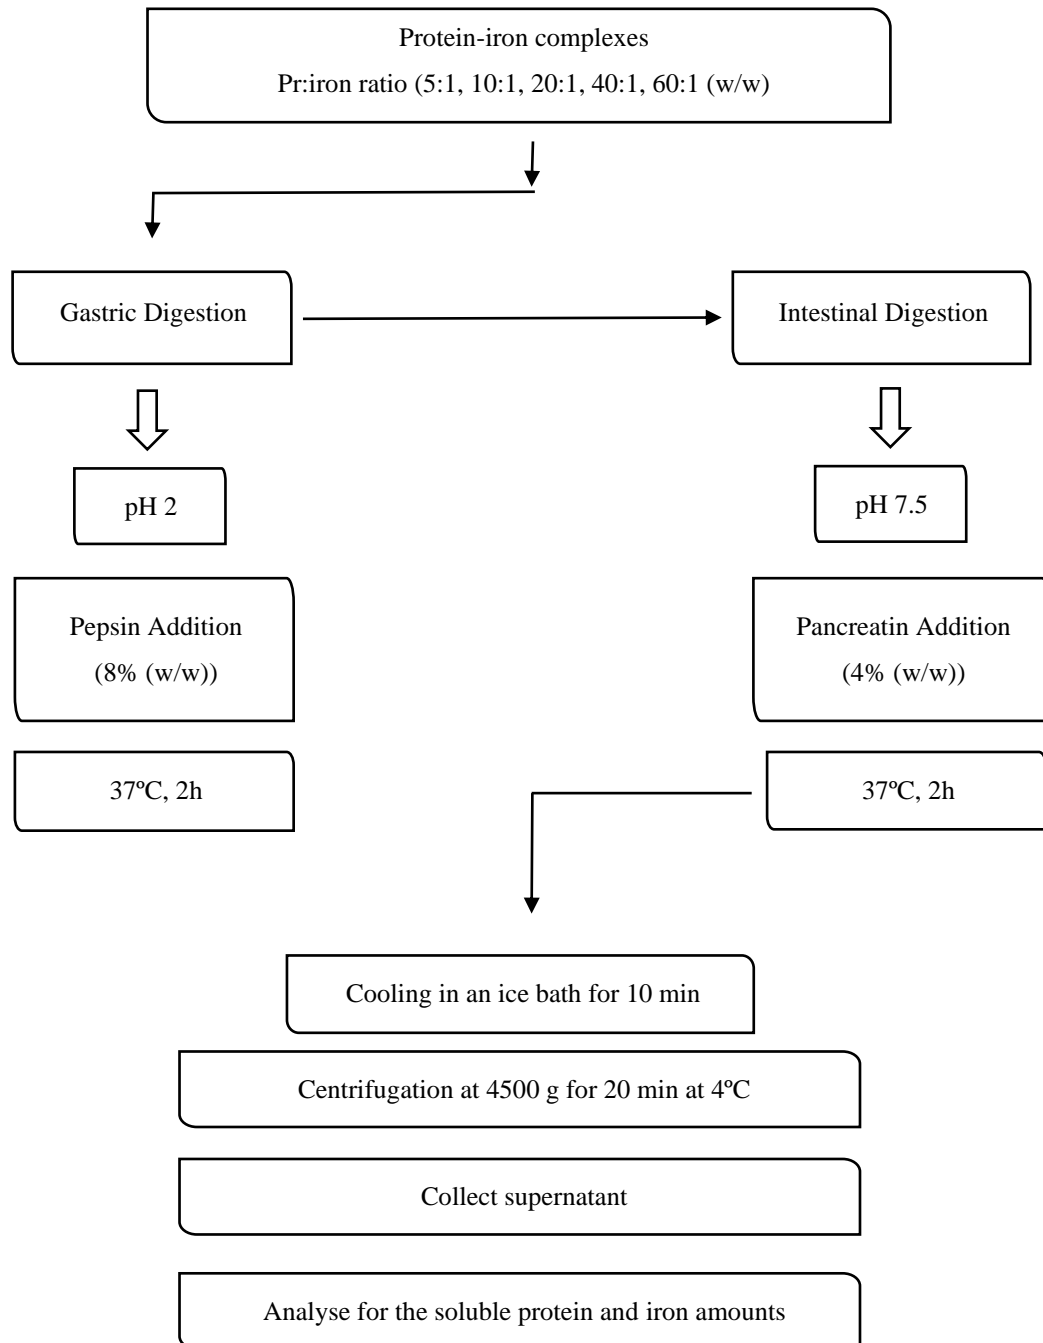 Protein-iron complexes
Pr:iron ratio (5:1, 10:1, 20:1, 40:1, 60:1 (w/w)
Gastric Digestion
Intestinal Digestion
pH 2
pH 7.5
Pepsin Addition
(8% (w/w))
Pancreatin Addition
(4% (w/w))
37ºC, 2h
37ºC, 2h
Cooling in an ice bath for 10 min
Centrifugation at 4500 g for 20 min at 4ºC
Collect supernatant
Analyse for the soluble protein and iron amounts